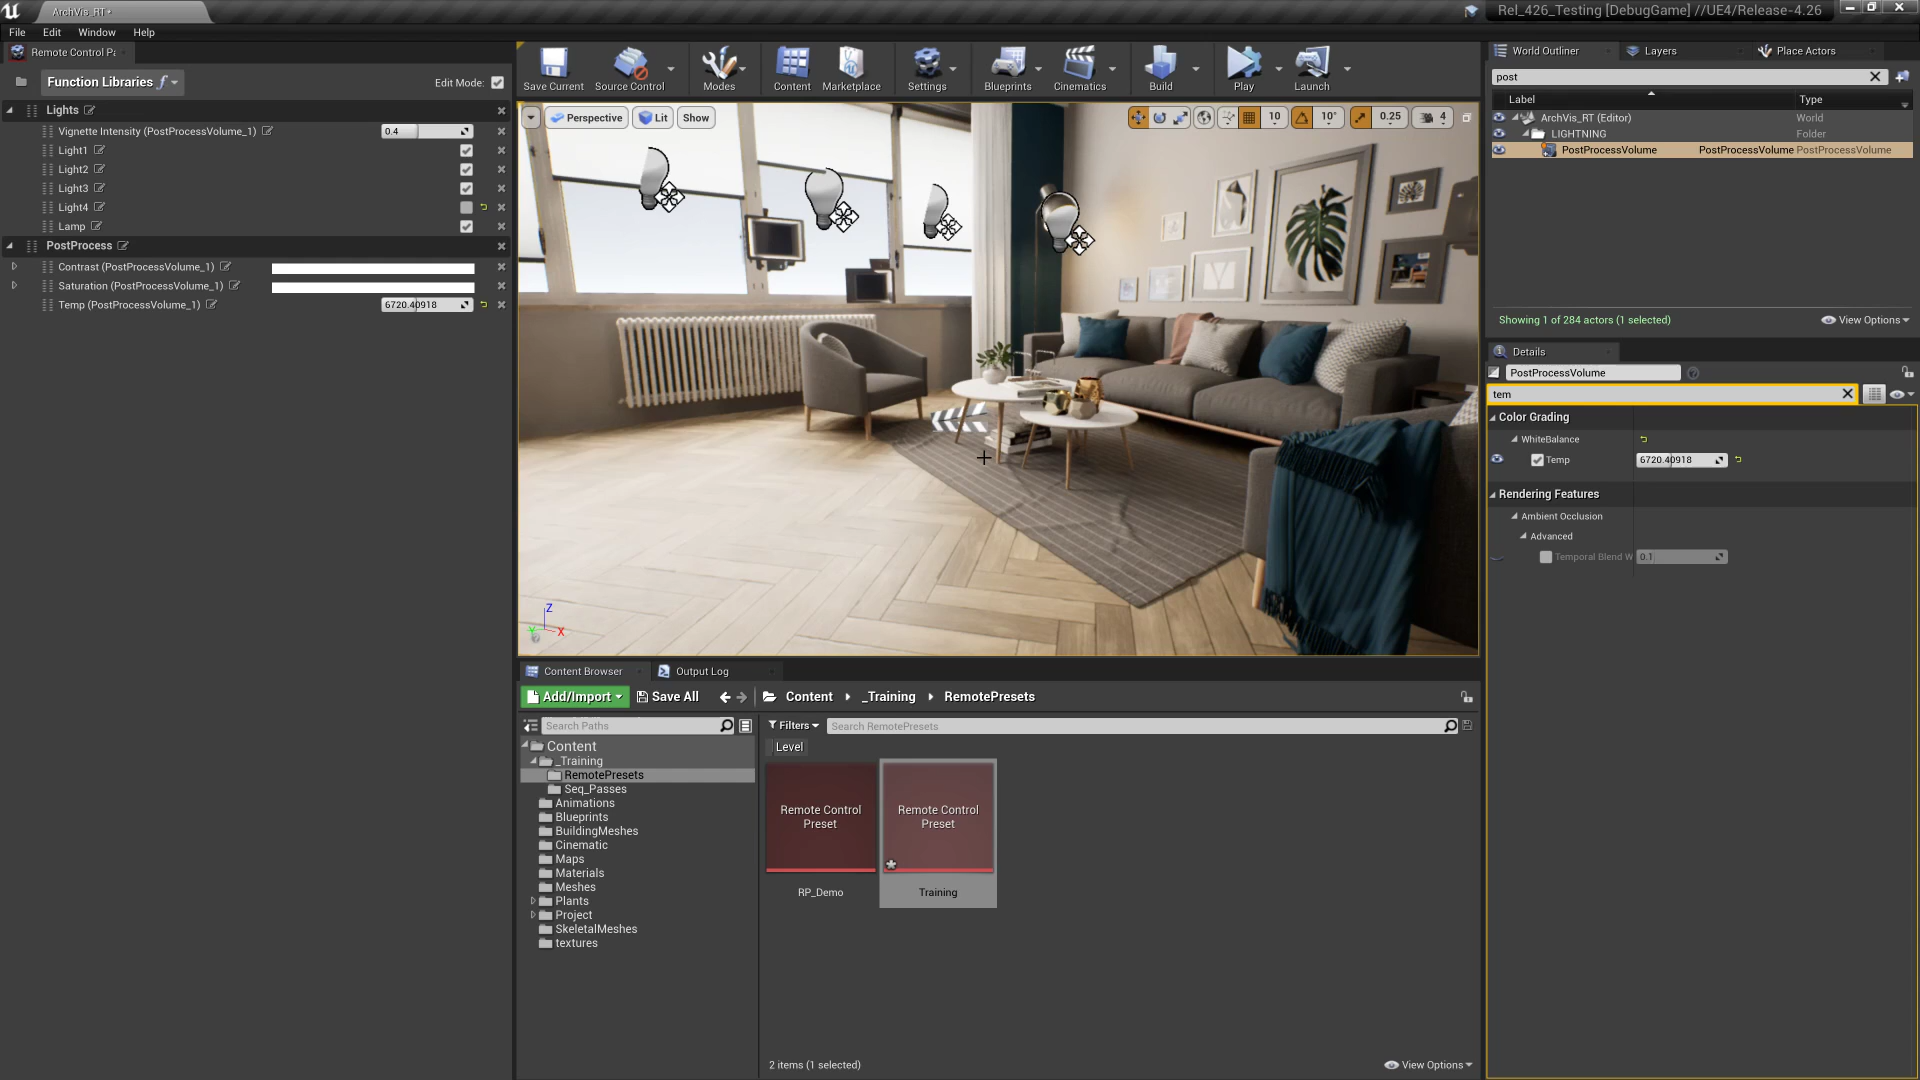 ArchVis_RT•
Rel_426_Testing [DebugGame] //UE4/Release-4.26
File Edit Window Help
Remote Control Pa
Function Libraries f
Edit Mode:
Lights
Vignette Intensity (PostProcessVolume_1) 0.4
Light1
Light2
Light3
Light4
Lamp
PostProcess
Contrast (PostProcessVolume_1)
Saturation (PostProcessVolume_1)
Temp (PostProcessVolume_1) 6720.40918
Save Current Source Control Modes Content Marketplace Settings Blueprints Cinematics Build Play Launch
Perspective Lit Show
10 10° 0.25 4
Z
Y X
World Outliner Layers Place Actors
post
Label Type
ArchVis_RT (Editor) World
LIGHTNING Folder
PostProcessVolume PostProcessVolume PostProcessVolume
Showing 1 of 284 actors (1 selected) View Options
Details
PostProcessVolume
tem
Color Grading
WhiteBalance
Temp 6720.40918
Rendering Features
Ambient Occlusion
Advanced
Temporal Blend W 0.1
Content Browser Output Log
Add/Import Save All Content _Training RemotePresets
Search Paths
Filters Search RemotePresets
Level
Content
_Training
RemotePresets
Seq_Passes
Animations
Blueprints
BuildingMeshes
Cinematic
Maps
Materials
Meshes
Plants
Project
SkeletalMeshes
textures
Remote Control
Preset
RP_Demo
Remote Control
Preset
Training
2 items (1 selected) View Options